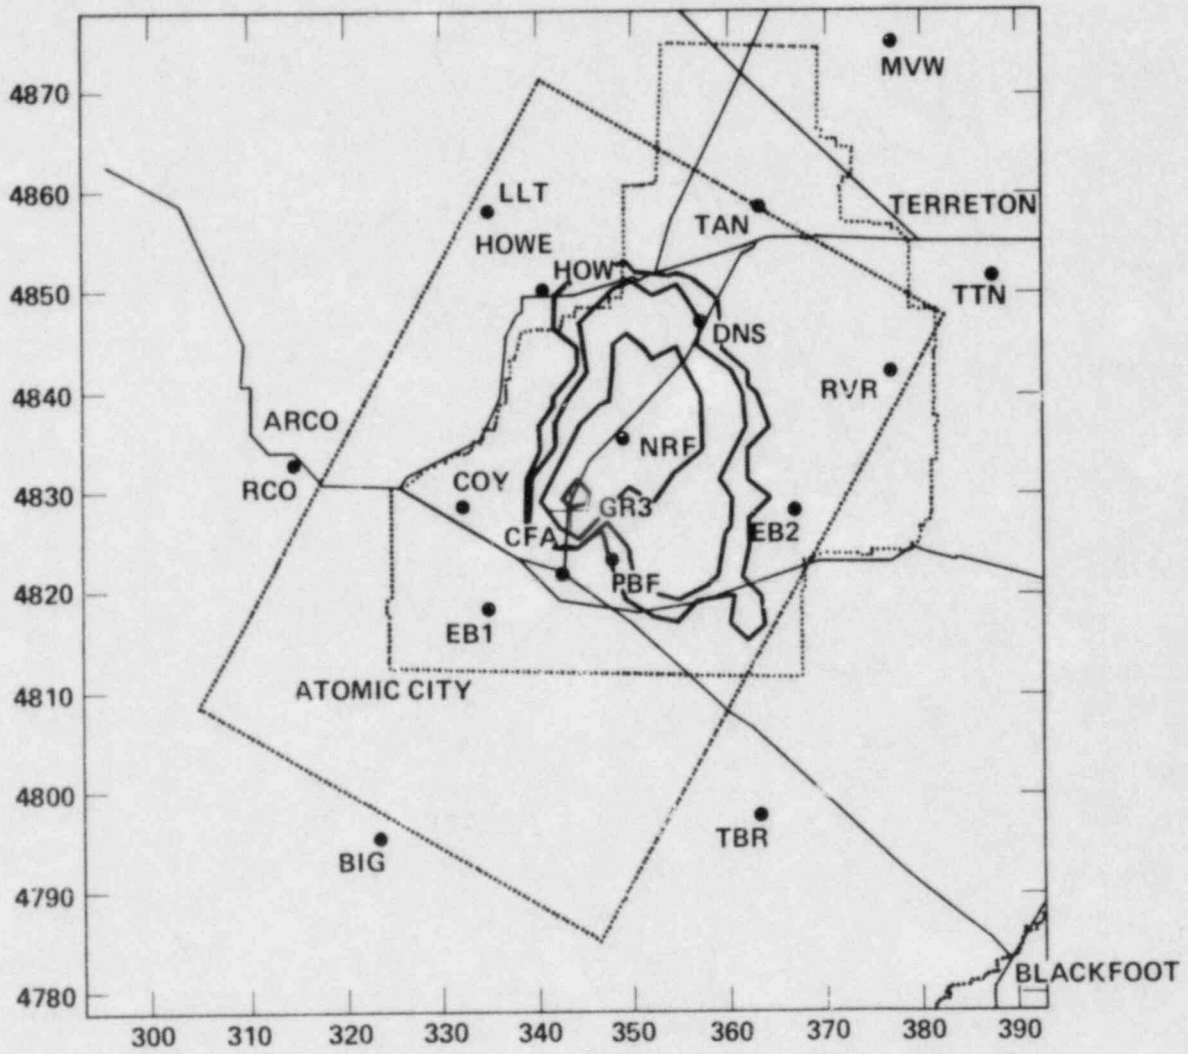 MVW
4870
4860
LLT
TERRETON
TAN
HOWE
HOW
4850
TTN
DNS
4840
RVR
ARCO
NRF
RCO
COY
4830
GR3
CFA
EB2
PBF
4820
EB1
ATOMIC CITY
4810
4800
TBR
BIG
4790
BLACKFOOT
4780
300 310 320 330 340 350 360 370 380 390